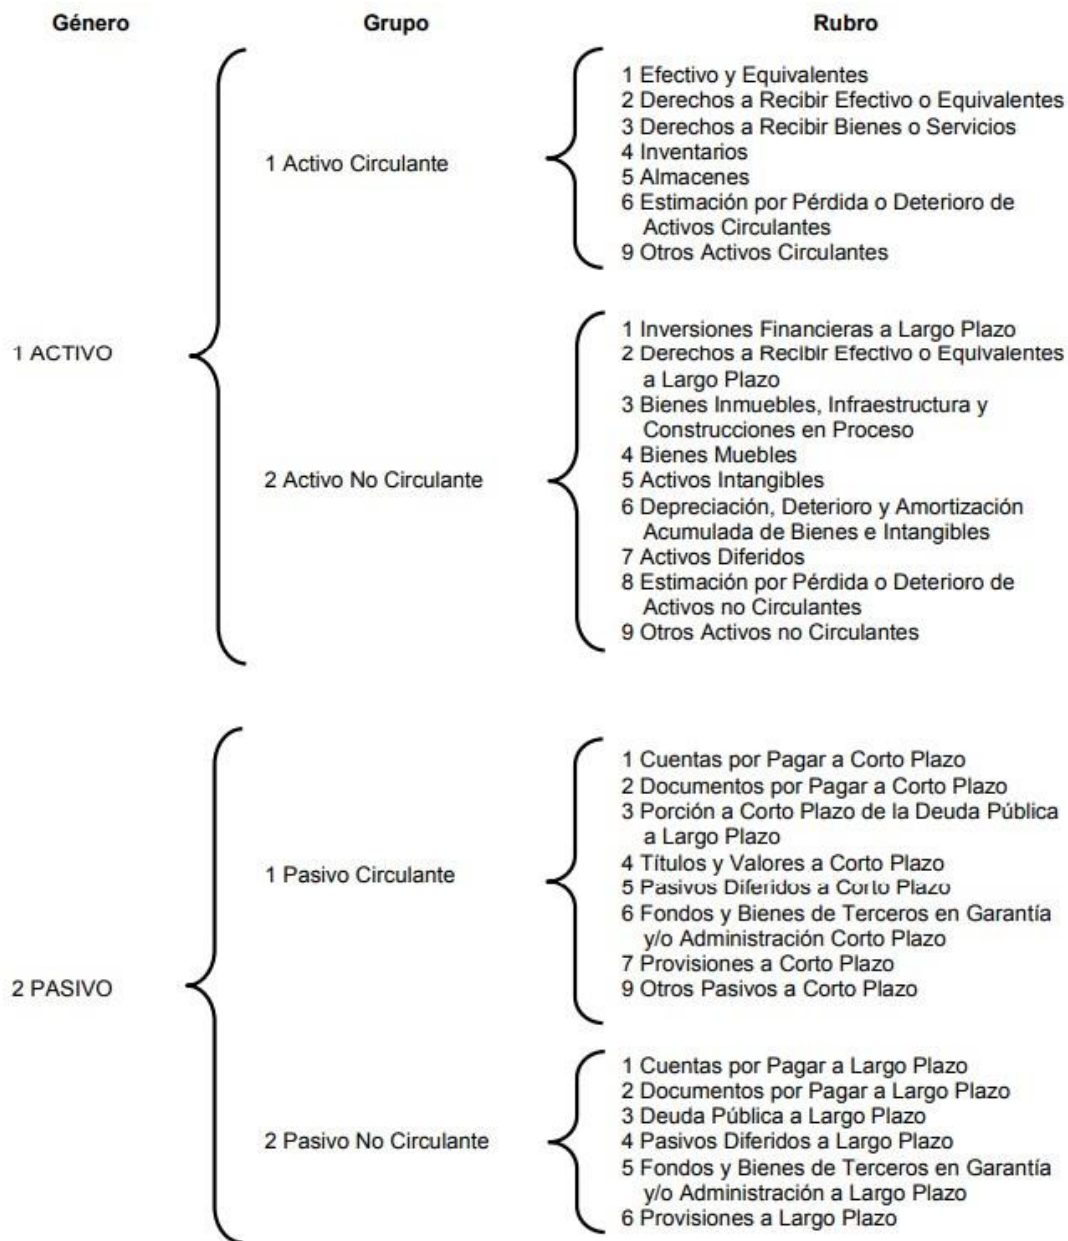 Género Grupo Rubro
1 ACTIVO
1 Activo Circulante
1 Efectivo y Equivalentes
2 Derechos a Recibir Efectivo o Equivalentes
3 Derechos a Recibir Bienes o Servicios
4 Inventarios
5 Almacenes
6 Estimación por Pérdida o Deterioro de
Activos Circulantes
9 Otros Activos Circulantes
2 Activo No Circulante
1 Inversiones Financieras a Largo Plazo
2 Derechos a Recibir Efectivo o Equivalentes
a Largo Plazo
3 Bienes Inmuebles, Infraestructura y
Construcciones en Proceso
4 Bienes Muebles
5 Activos Intangibles
6 Depreciación, Deterioro y Amortización
Acumulada de Bienes e Intangibles
7 Activos Diferidos
8 Estimación por Pérdida o Deterioro de
Activos no Circulantes
9 Otros Activos no Circulantes
2 PASIVO
1 Pasivo Circulante
1 Cuentas por Pagar a Corto Plazo
2 Documentos por Pagar a Corto Plazo
3 Porción a Corto Plazo de la Deuda Pública
a Largo Plazo
4 Títulos y Valores a Corto Plazo
5 Pasivos Diferidos a Corto Plazo
6 Fondos y Bienes de Terceros en Garantía
y/o Administración Corto Plazo
7 Provisiones a Corto Plazo
9 Otros Pasivos a Corto Plazo
2 Pasivo No Circulante
1 Cuentas por Pagar a Largo Plazo
2 Documentos por Pagar a Largo Plazo
3 Deuda Pública a Largo Plazo
4 Pasivos Diferidos a Largo Plazo
5 Fondos y Bienes de Terceros en Garantía
y/o Administración a Largo Plazo
6 Provisiones a Largo Plazo